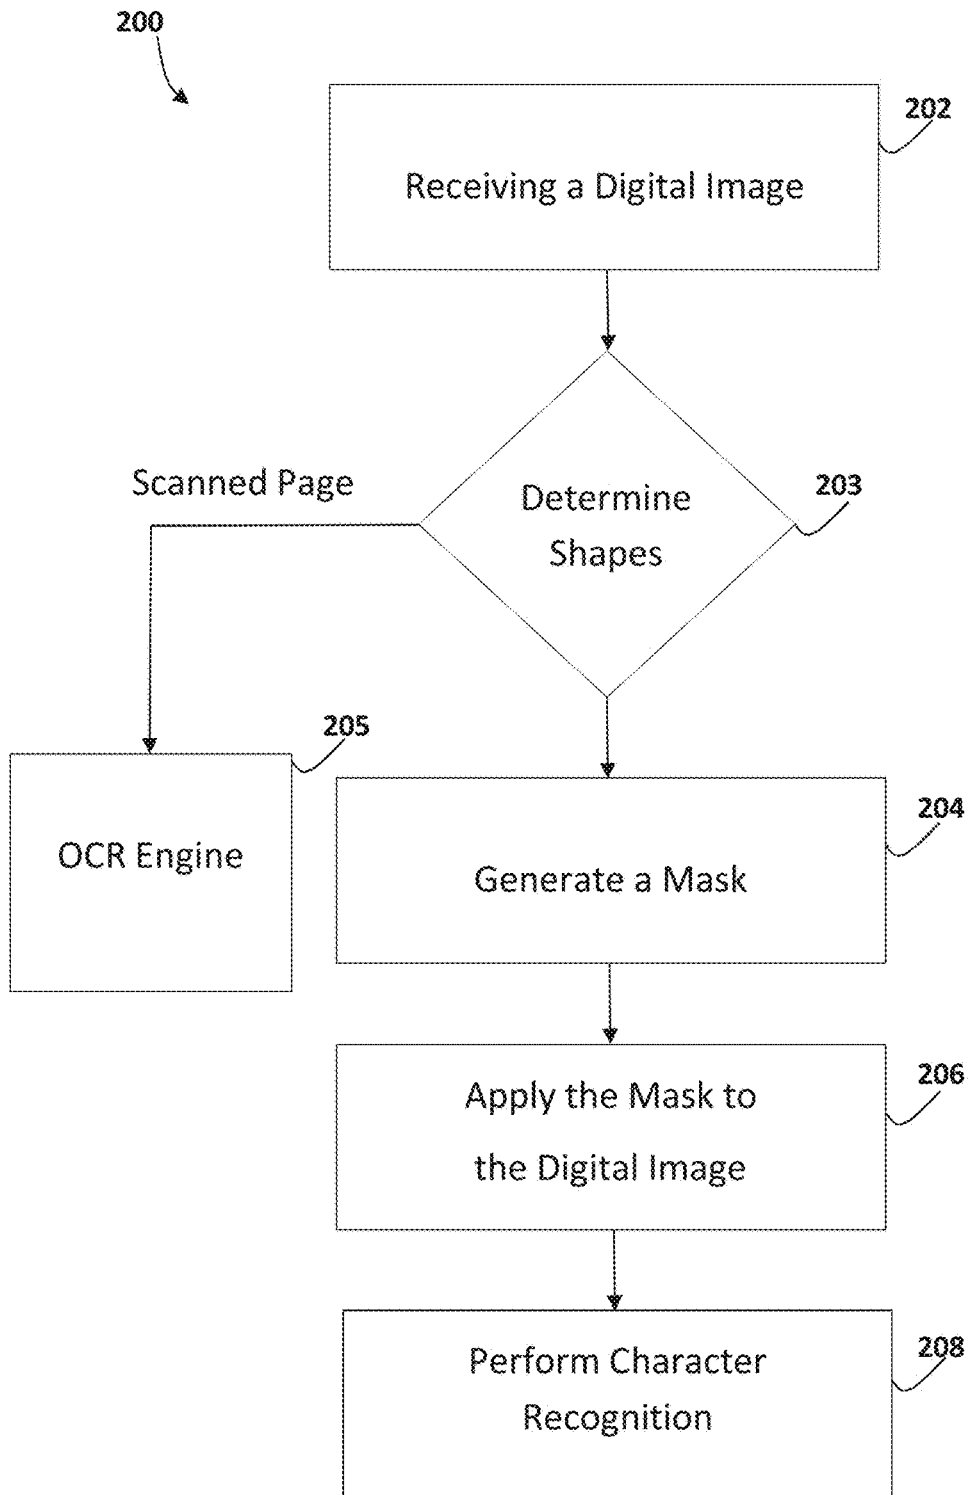 200
202
Receiving a Digital Image
Scanned Page
Determine
Shapes
203
205
OCR Engine
204
Generate a Mask
206
Apply the Mask to
the Digital Image
208
Perform Character
Recognition